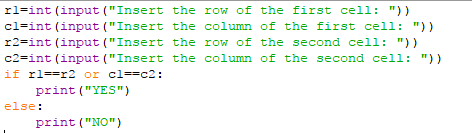 r1=int(input("Insert the row of the first cell: "))
c1=int(input("Insert the column of the first cell: "))
r2=int(input("Insert the row of the second cell: "))
c2=int(input("Insert the column of the second cell: "))
if r1==r2 or c1==c2:
    print("YES")
else:
    print("NO")